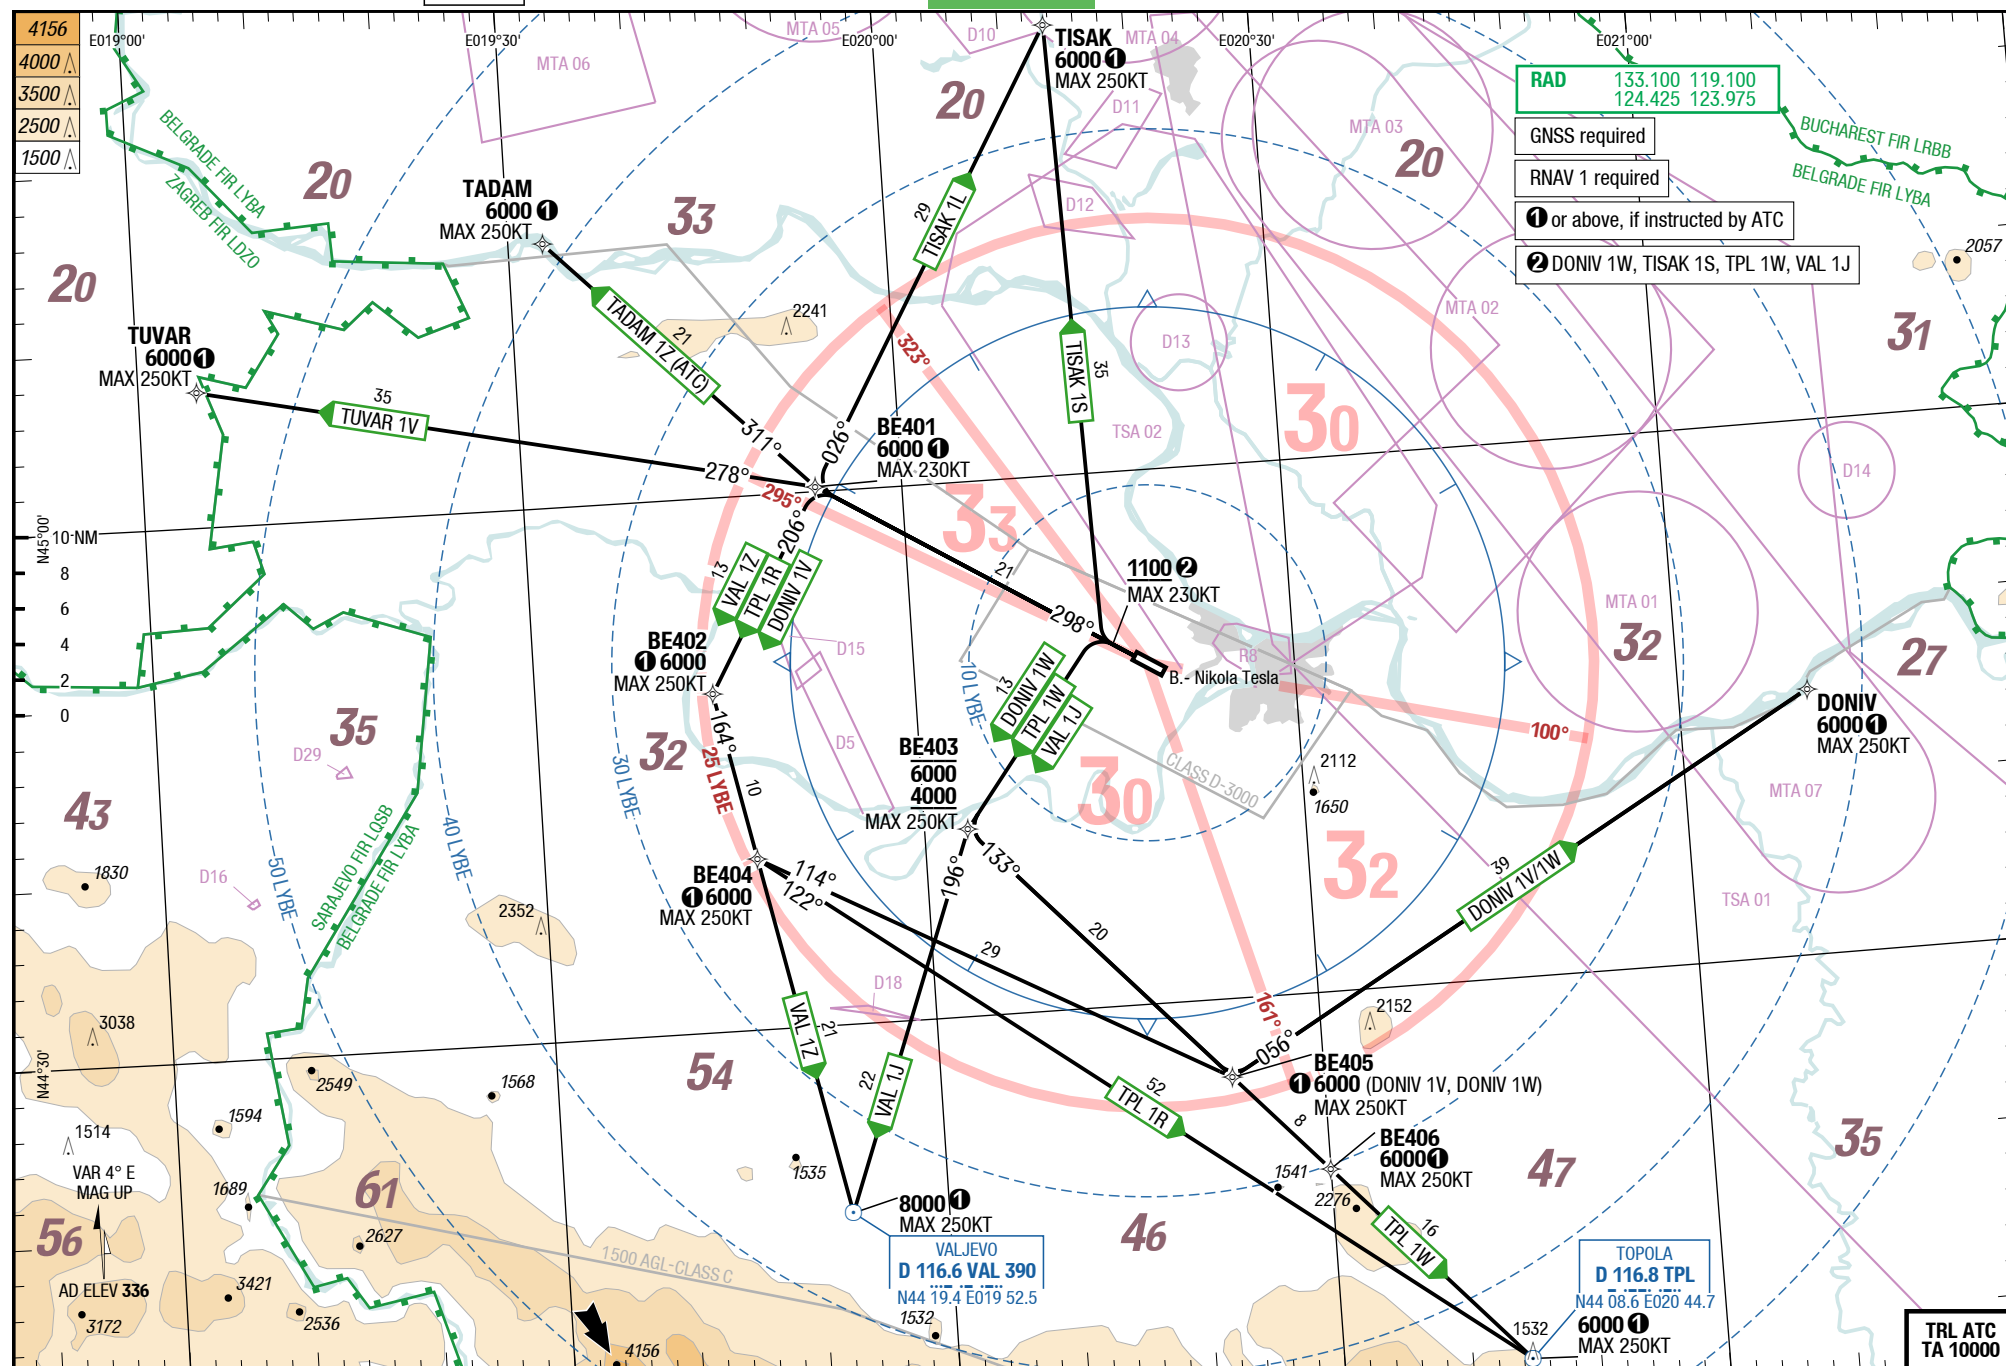 4156
4000
3500
2500
1500
E019°00'
E019°30'
E020°00'
E020°30'
E021°00'
MTA 06
MTA 05
D10
MTA 04
TISAK
6000 ❶
MAX 250KT
RAD 133.100 119.100
124.425 123.975
GNSS required
RNAV 1 required
❶ or above, if instructed by ATC
❷ DONIV 1W, TISAK 1S, TPL 1W, VAL 1J
BUCHAREST FIR LRBB
BELGRADE FIR LYBA
BELGRADE FIR LYBA
ZAGREB FIR LDZO
20
20
20
20
33
31
D11
D12
D13
MTA 03
MTA 02
2057
TADAM
6000 ❶
MAX 250KT
29
TISAK 1L
TUVAR
6000 ❶
MAX 250KT
35
TUVAR 1V
21
TADAM 1Z (ATC)
2241
323°
TISAK 1S
35
TSA 02
30
D14
311°
026°
278°
295°
206°
BE401
6000 ❶
MAX 230KT
33
21
298°
1100 ❷
MAX 230KT
N45°00'
10 NM
8
6
4
2
0
13
VAL 1Z
TPL 1R
DONIV 1V
BE402
❶ 6000
MAX 250KT
D15
D5
10 LYBE
13
DONIV 1W
TPL 1W
VAL 1J
R8
B.- Nikola Tesla
MTA 01
32
27
DONIV
6000 ❶
MAX 250KT
100°
35
D29
43
32
164°
25 LYBE
30 LYBE
40 LYBE
50 LYBE
10
BE403
6000
4000
MAX 250KT
30
CLASS D-3000
2112
1650
MTA 07
SARAJEVO FIR LQSB
BELGRADE FIR LYBA
1830
D16
2352
BE404
❶ 6000
MAX 250KT
114°
122°
196°
133°
32
39
DONIV 1V/1W
TSA 01
20
29
D18
161°
056°
2152
3038
N44°30'
2549
1568
54
VAL 1Z
21
22
VAL 1J
52
TPL 1R
BE405
❶ 6000 (DONIV 1V, DONIV 1W)
MAX 250KT
8
BE406
6000 ❶
MAX 250KT
1594
1514
VAR 4° E
MAG UP
1689
61
1535
1541
2276
47
35
56
2627
8000 ❶
MAX 250KT
VALJEVO
D 116.6 VAL 390
N44 19.4 E019 52.5
46
16
TPL 1W
TOPOLA
D 116.8 TPL
N44 08.6 E020 44.7
6000 ❶
MAX 250KT
1500 AGL-CLASS C
AD ELEV 336
3421
3172
2536
4156
1532
1532
TRL ATC
TA 10000